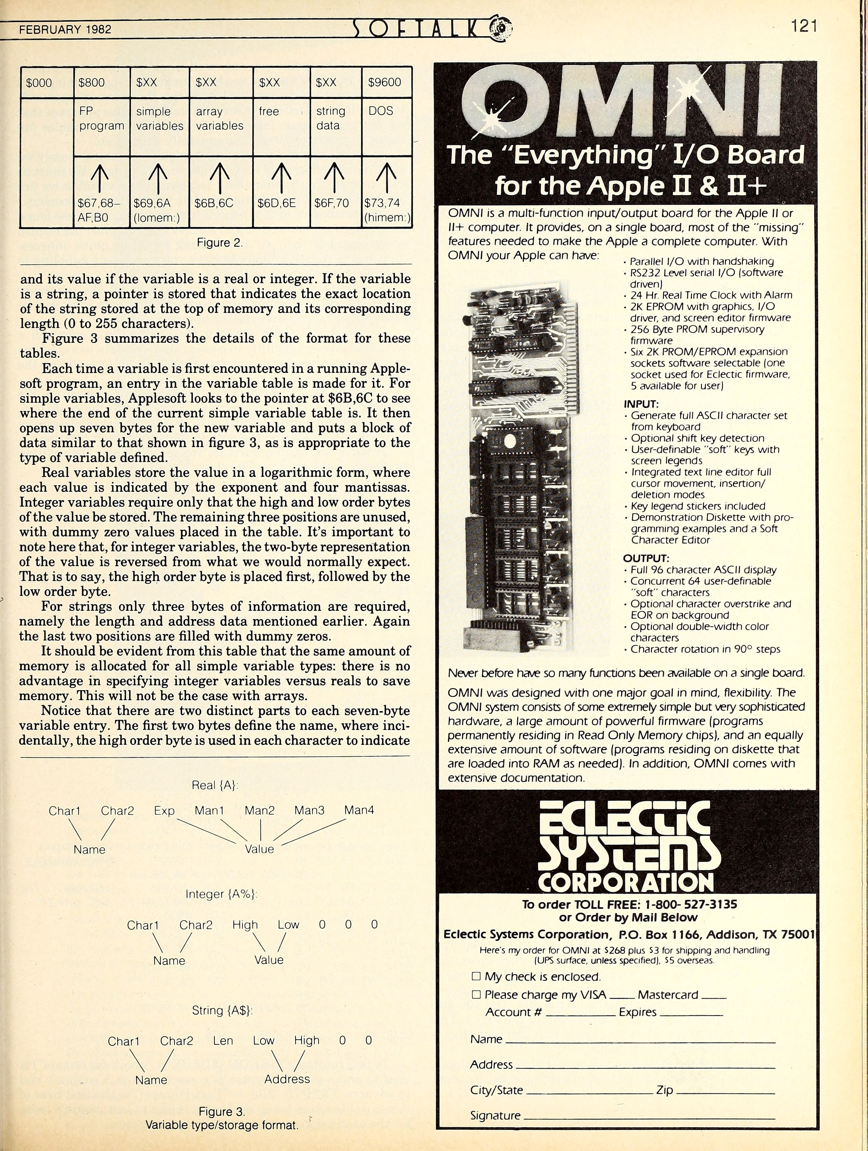 FEBRUARY 1982
SOFTALK
121
$000 $800 $XX $XX $XX $XX $9600
FP program simple variables array variables free string data DOS
$67,68– AF,B0 $69,6A (lomem:) $6B,6C $6D,6E $6F,70 $73,74 (himem:)
Figure 2.
and its value if the variable is a real or integer. If the variable
is a string, a pointer is stored that indicates the exact location
of the string stored at the top of memory and its corresponding
length (0 to 255 characters).
Figure 3 summarizes the details of the format for these
tables.
Each time a variable is first encountered in a running Apple-
soft program, an entry in the variable table is made for it. For
simple variables, Applesoft looks to the pointer at $6B,6C to see
where the end of the current simple variable table is. It then
opens up seven bytes for the new variable and puts a block of
data similar to that shown in figure 3, as is appropriate to the
type of variable defined.
Real variables store the value in a logarithmic form, where
each value is indicated by the exponent and four mantissas.
Integer variables require only that the high and low order bytes
of the value be stored. The remaining three positions are unused,
with dummy zero values placed in the table. It's important to
note here that, for integer variables, the two-byte representation
of the value is reversed from what we would normally expect.
That is to say, the high order byte is placed first, followed by the
low order byte.
For strings only three bytes of information are required,
namely the length and address data mentioned earlier. Again
the last two positions are filled with dummy zeros.
It should be evident from this table that the same amount of
memory is allocated for all simple variable types: there is no
advantage in specifying integer variables versus reals to save
memory. This will not be the case with arrays.
Notice that there are two distinct parts to each seven-byte
variable entry. The first two bytes define the name, where inci-
dentally, the high order byte is used in each character to indicate
Real {A}:
Char1 Char2 Exp Man1 Man2 Man3 Man4
Name Value
Integer {A%}:
Char1 Char2 High Low 0 0 0
Name Value
String {A$}:
Char1 Char2 Len Low High 0 0
Name Address
Figure 3.
Variable type/storage format.
OMNI
The "Everything" I/O Board
for the Apple II & II+
OMNI is a multi-function input/output board for the Apple II or
II+ computer. It provides, on a single board, most of the "missing"
features needed to make the Apple a complete computer. With
OMNI your Apple can have:
· Parallel I/O with handshaking
· RS232 Level serial I/O (software
driven)
· 24 Hr. Real Time Clock with Alarm
· 2K EPROM with graphics, I/O
driver, and screen editor firmware
· 256 Byte PROM supervisory
firmware
· Six 2K PROM/EPROM expansion
sockets software selectable (one
socket used for Eclectic firmware,
5 available for user)
INPUT:
· Generate full ASCII character set
from keyboard
· Optional shift key detection
· User-definable "soft" keys with
screen legends
· Integrated text line editor full
cursor movement, insertion/
deletion modes
· Key legend stickers included
· Demonstration Diskette with pro-
gramming examples and a Soft
Character Editor
OUTPUT:
· Full 96 character ASCII display
· Concurrent 64 user-definable
"soft" characters
· Optional character overstrike and
EOR on background
· Optional double-width color
characters
· Character rotation in 90° steps
Never before have so many functions been available on a single board.
OMNI was designed with one major goal in mind, flexibility. The
OMNI system consists of some extremely simple but very sophisticated
hardware, a large amount of powerful firmware (programs
permanently residing in Read Only Memory chips), and an equally
extensive amount of software (programs residing on diskette that
are loaded into RAM as needed). In addition, OMNI comes with
extensive documentation.
ECLECTIC
SYSTEMS
CORPORATION
To order TOLL FREE: 1-800- 527-3135
or Order by Mail Below
Eclectic Systems Corporation, P.O. Box 1166, Addison, TX 75001
Here's my order for OMNI at $268 plus $3 for shipping and handling
(UPS surface, unless specified), $5 overseas.
□ My check is enclosed.
□ Please charge my VISA ____ Mastercard ____
Account # __________ Expires __________
Name
Address
City/State Zip
Signature